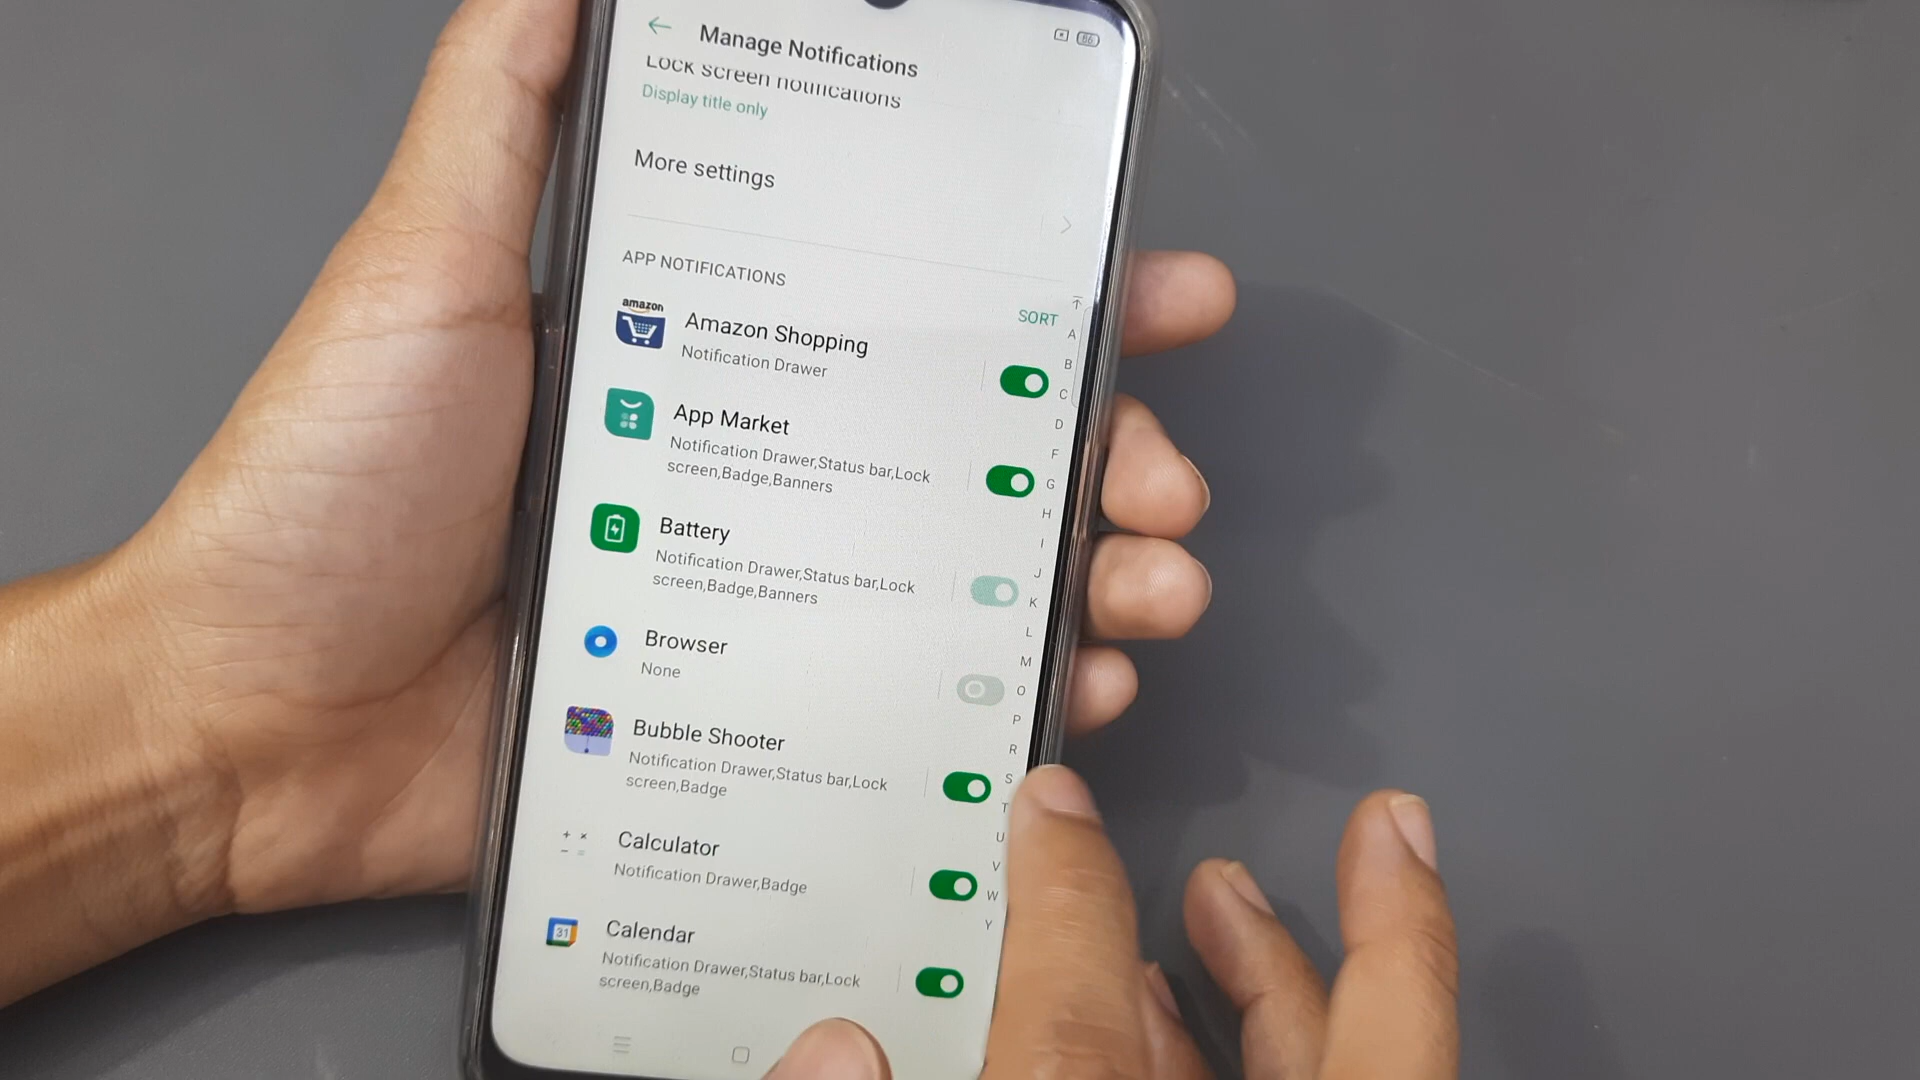 Manage Notifications
86
Lock screen notifications
Display title only
More settings
APP NOTIFICATIONS
SORT
amazon
Amazon Shopping
Notification Drawer
App Market
Notification Drawer,Status bar,Lock
screen,Badge,Banners
Battery
Notification Drawer,Status bar,Lock
screen,Badge,Banners
Browser
None
Bubble Shooter
Notification Drawer,Status bar,Lock
screen,Badge
Calculator
Notification Drawer,Badge
31
Calendar
Notification Drawer,Status bar,Lock
screen,Badge
A
B
C
D
F
G
H
I
J
K
L
M
O
P
R
S
T
U
V
W
Y